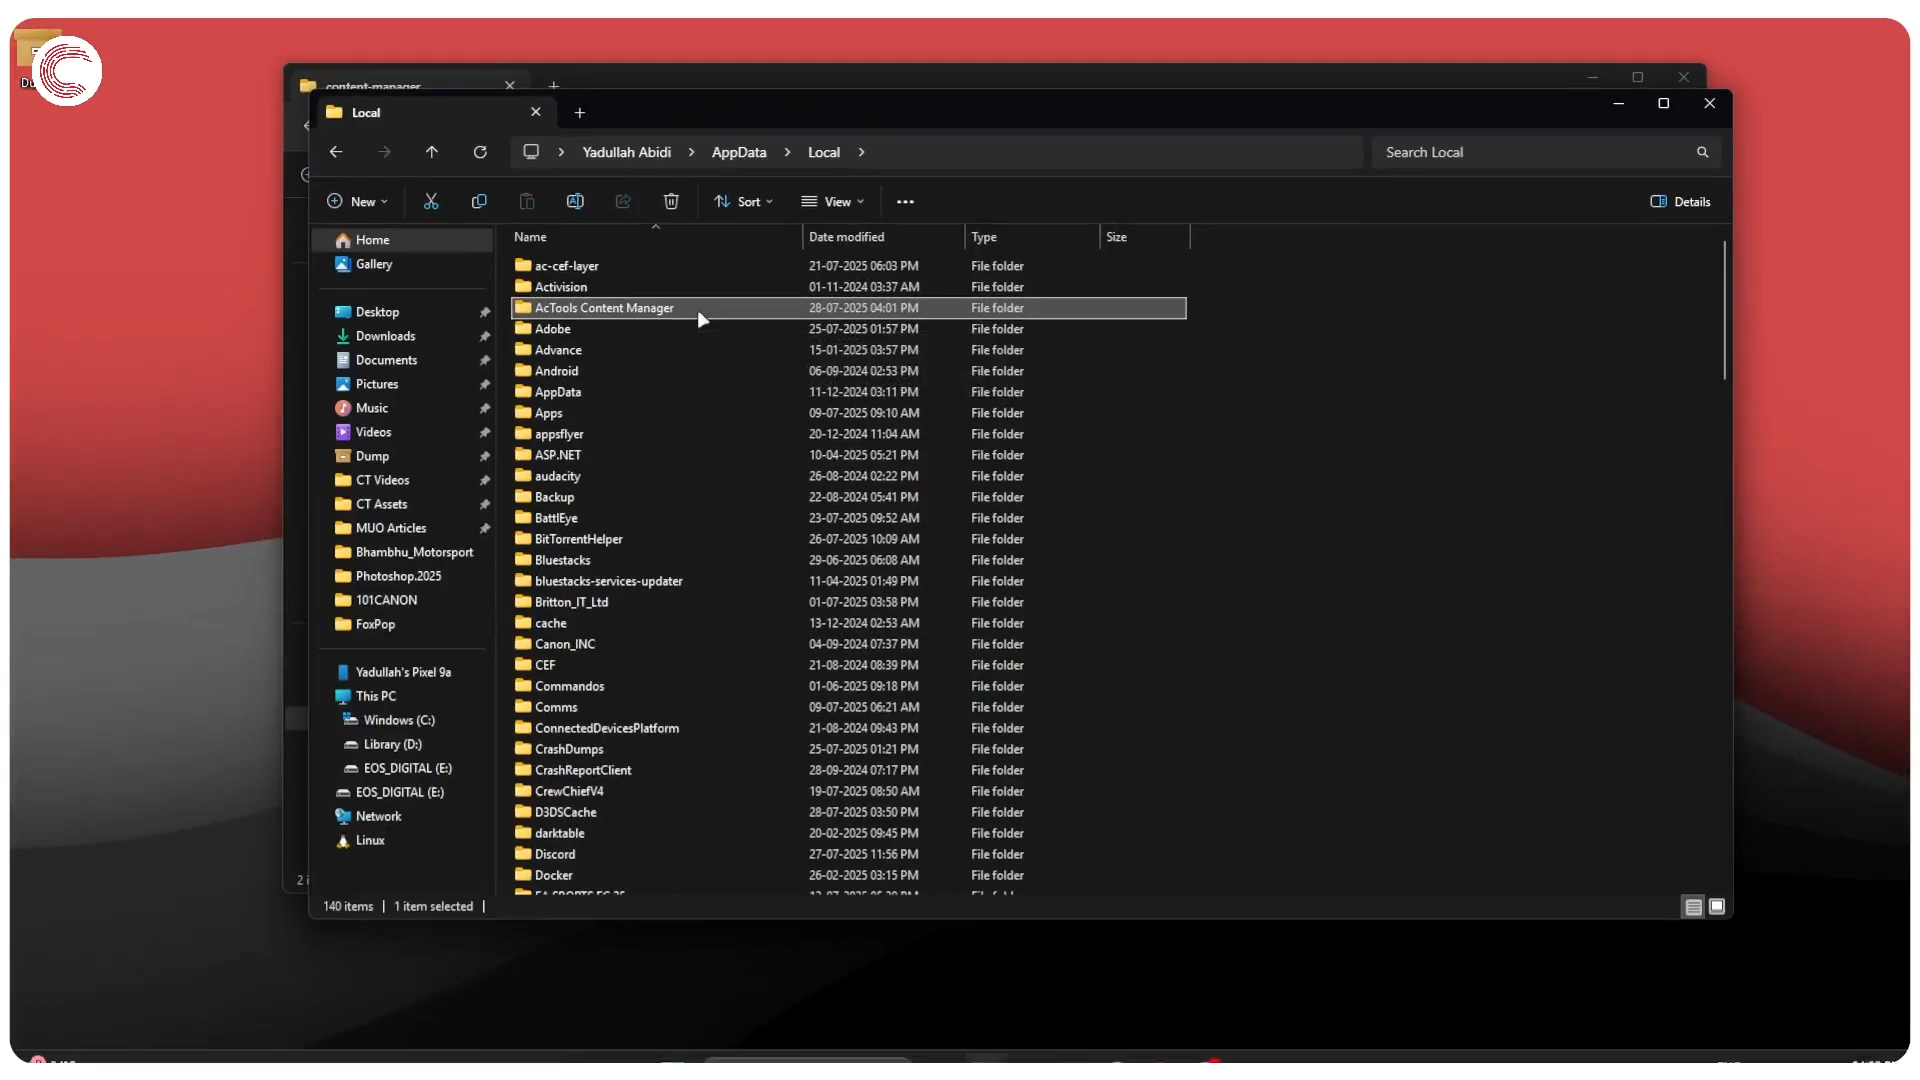 Du
content-manager
Local
Yadullah Abidi > AppData > Local >
Search Local
New
Sort
View
Details
Name
Date modified
Type
Size
Home
Gallery
Desktop
Downloads
Documents
Pictures
Music
Videos
Dump
CT Videos
CT Assets
MUO Articles
Bhambhu_Motorsport
Photoshop.2025
101CANON
FoxPop
Yadullah's Pixel 9a
This PC
Windows (C:)
Library (D:)
EOS_DIGITAL (E:)
EOS_DIGITAL (E:)
Network
Linux
ac-cef-layer 21-07-2025 06:03 PM File folder
Activision 01-11-2024 03:37 AM File folder
AcTools Content Manager 28-07-2025 04:01 PM File folder
Adobe 25-07-2025 01:57 PM File folder
Advance 15-01-2025 03:57 PM File folder
Android 06-09-2024 02:53 PM File folder
AppData 11-12-2024 03:11 PM File folder
Apps 09-07-2025 09:10 AM File folder
appsflyer 20-12-2024 11:04 AM File folder
ASP.NET 10-04-2025 05:21 PM File folder
audacity 26-08-2024 02:22 PM File folder
Backup 22-08-2024 05:41 PM File folder
BattlEye 23-07-2025 09:52 AM File folder
BitTorrentHelper 26-07-2025 10:09 AM File folder
Bluestacks 29-06-2025 06:08 AM File folder
bluestacks-services-updater 11-04-2025 01:49 PM File folder
Britton_IT_Ltd 01-07-2025 03:58 PM File folder
cache 13-12-2024 02:53 AM File folder
Canon_INC 04-09-2024 07:37 PM File folder
CEF 21-08-2024 08:39 PM File folder
Commandos 01-06-2025 09:18 PM File folder
Comms 09-07-2025 06:21 AM File folder
ConnectedDevicesPlatform 21-08-2024 09:43 PM File folder
CrashDumps 25-07-2025 01:21 PM File folder
CrashReportClient 28-09-2024 07:17 PM File folder
CrewChiefV4 19-07-2025 08:50 AM File folder
D3DSCache 28-07-2025 03:50 PM File folder
darktable 20-02-2025 09:45 PM File folder
Discord 27-07-2025 11:56 PM File folder
Docker 26-02-2025 03:15 PM File folder
2 i
140 items | 1 item selected |